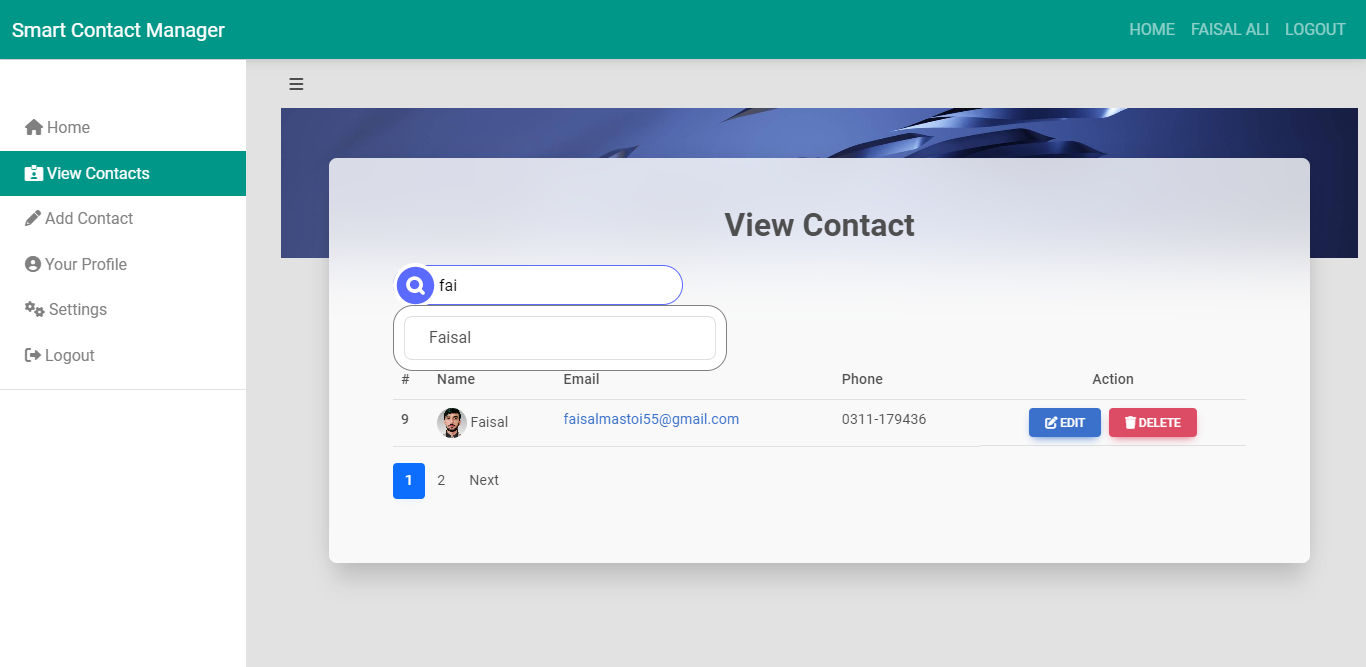 Smart Contact Manager HOME FAISAL ALI LOGOUT
Home
View Contacts
Add Contact
Your Profile
Settings
Logout
View Contact
fai
Faisal
# Name Email Phone Action
9 Faisal faisalmastoi55@gmail.com 0311-179436 EDIT DELETE
1 2 Next